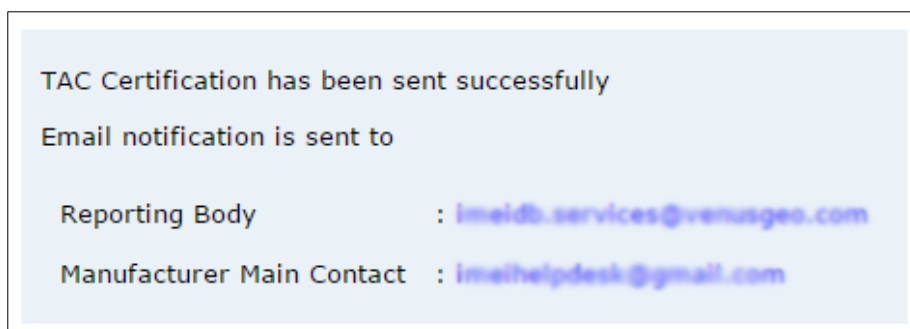 TAC Certification has been sent successfully
Email notification is sent to
Reporting Body :
Manufacturer Main Contact :